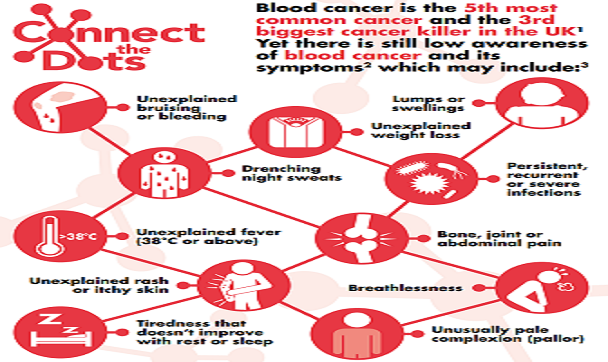 Connect
the
Dots
Blood cancer is the 5th most
common cancer and the 3rd
biggest cancer killer in the UK¹
Yet there is still low awareness
of blood cancer and its
symptoms² which may include:³
Unexplained
bruising
or bleeding
Lumps or
swellings
Unexplained
weight loss
Drenching
night sweats
Persistent,
recurrent
or severe
infections
>38°C
Unexplained fever
(38°C or above)
Bone, joint or
abdominal pain
Unexplained rash
or itchy skin
Breathlessness
Z Z
Tiredness that
doesn't improve
with rest or sleep
Unusually pale
complexion (pallor)